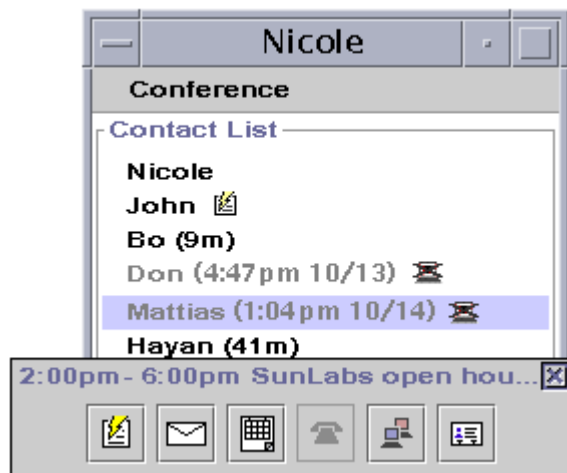 Nicole
Conference
Contact List
Nicole
John
Bo (9m)
Don (4:47pm 10/13)
Mattias (1:04pm 10/14)
Hayan (41m)
2:00pm- 6:00pm SunLabs open hou...